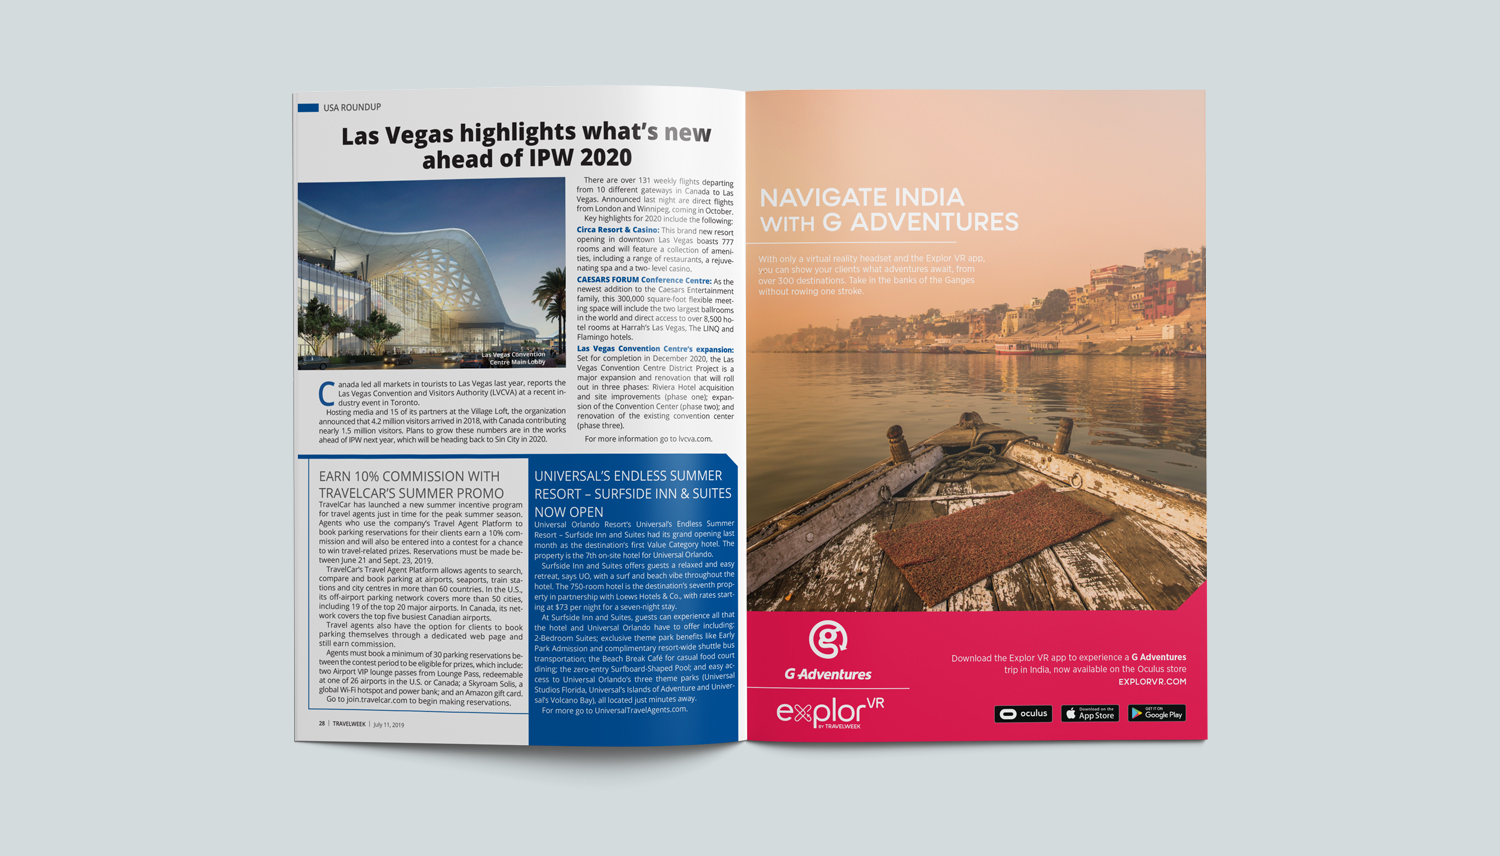 USA ROUNDUP
Las Vegas highlights what's new
ahead of IPW 2020
Las Vegas Convention
Centre Main Lobby
Canada led all markets in tourists to Las Vegas last year, reports the
Las Vegas Convention and Visitors Authority (LVCVA) at a recent in-
dustry event in Toronto.
Hosting media and 15 of its partners at the Village Loft, the organization
announced that 4.2 million visitors arrived in 2018, with Canada contributing
nearly 1.5 million visitors. Plans to grow these numbers are in the works
ahead of IPW next year, which will be heading back to Sin City in 2020.
There are over 131 weekly flights departing
from 10 different gateways in Canada to Las
Vegas. Announced last night are direct flights
from London and Winnipeg, coming in October.
Key highlights for 2020 include the following:
Circa Resort & Casino: This brand new resort
opening in downtown Las Vegas boasts 777
rooms and will feature a collection of ameni-
ties, including a range of restaurants, a rejuve-
nating spa and a two- level casino.
CAESARS FORUM Conference Centre: As the
newest addition to the Caesars Entertainment
family, this 300,000 square-foot flexible meet-
ing space will include the two largest ballrooms
in the world and direct access to over 8,500 ho-
tel rooms at Harrah's Las Vegas, The LINQ and
Flamingo hotels.
Las Vegas Convention Centre's expansion:
Set for completion in December 2020, the Las
Vegas Convention Centre District Project is a
major expansion and renovation that will roll
out in three phases: Riviera Hotel acquisition
and site improvements (phase one); expan-
sion of the Convention Center (phase two); and
renovation of the existing convention center
(phase three).
For more information go to lvcva.com.
EARN 10% COMMISSION WITH
TRAVELCAR'S SUMMER PROMO
TravelCar has launched a new summer incentive program
for travel agents just in time for the peak summer season.
Agents who use the company's Travel Agent Platform to
book parking reservations for their clients earn a 10% com-
mission and will also be entered into a contest for a chance
to win travel-related prizes. Reservations must be made be-
tween June 21 and Sept. 23, 2019.
TravelCar's Travel Agent Platform allows agents to search,
compare and book parking at airports, seaports, train sta-
tions and city centres in more than 60 countries. In the U.S.,
its off-airport parking network covers more than 50 cities,
including 19 of the top 20 major airports. In Canada, its net-
work covers the top five busiest Canadian airports.
Travel agents also have the option for clients to book
parking themselves through a dedicated web page and
still earn commission.
Agents must book a minimum of 30 parking reservations be-
tween the contest period to be eligible for prizes, which include:
two Airport VIP lounge passes from Lounge Pass, redeemable
at one of 26 airports in the U.S. or Canada; a Skyroam Solis, a
global Wi-Fi hotspot and power bank; and an Amazon gift card.
Go to join.travelcar.com to begin making reservations.
UNIVERSAL'S ENDLESS SUMMER
RESORT – SURFSIDE INN & SUITES
NOW OPEN
Universal Orlando Resort's Universal's Endless Summer
Resort – Surfside Inn and Suites had its grand opening last
month as the destination's first Value Category hotel. The
property is the 7th on-site hotel for Universal Orlando.
Surfside Inn and Suites offers guests a relaxed and easy
retreat, says UO, with a surf and beach vibe throughout the
hotel. The 750-room hotel is the destination's seventh prop-
erty in partnership with Loews Hotels & Co., with rates start-
ing at $73 per night for a seven-night stay.
At Surfside Inn and Suites, guests can experience all that
the hotel and Universal Orlando have to offer including:
2-Bedroom Suites; exclusive theme park benefits like Early
Park Admission and complimentary resort-wide shuttle bus
transportation; the Beach Break Café for casual food court
dining; the zero-entry Surfboard-Shaped Pool; and easy ac-
cess to Universal Orlando's three theme parks (Universal
Studios Florida, Universal's Islands of Adventure and Univer-
sal's Volcano Bay), all located just minutes away.
For more go to UniversalTravelAgents.com.
28 | TRAVELWEEK | July 11, 2019
NAVIGATE INDIA
WITH G ADVENTURES
With only a virtual reality headset and the Explor VR app,
you can show your clients what adventures await, from
over 300 destinations. Take in the banks of the Ganges
without rowing one stroke.
g
G Adventures
explor VR
BY TRAVELWEEK
Download the Explor VR app to experience a G Adventures
trip in India, now available on the Oculus store
EXPLORVR.COM
oculus
Download on the
App Store
GET IT ON
Google Play